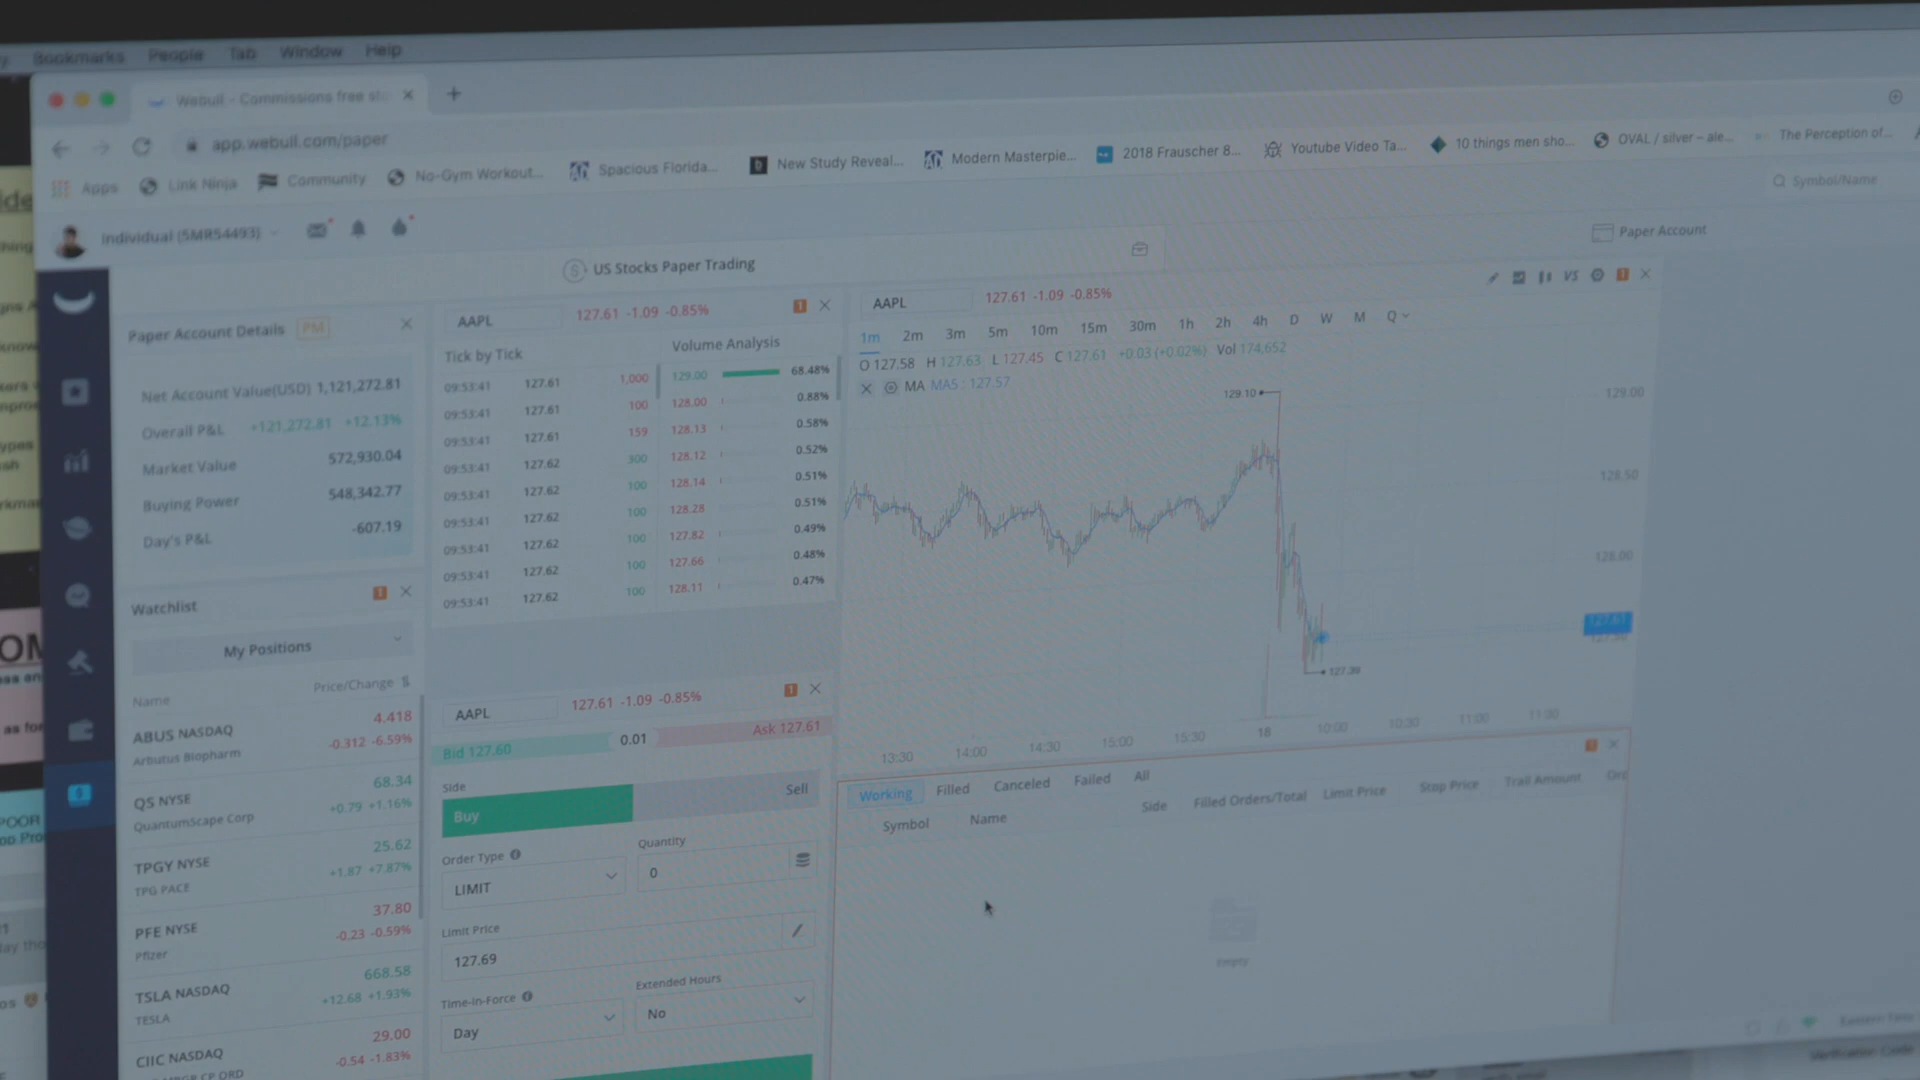 Bookmarks People Tab Window Help
Webull - Commissions free sto
app.webull.com/paper
Apps Link Ninja Community No-Gym Workout... Spacious Florida... New Study Reveal... Modern Masterpie... 2018 Frauscher 8... Youtube Video Ta... 10 things men sho... OVAL / silver – ale... The Perception of...
Individual (5MR54493)
Symbol/Name
US Stocks Paper Trading
Paper Account
Paper Account Details PM
Net Account Value(USD) 1,121,272.81
Overall P&L +121,272.81 +12.13%
Market Value 572,930.04
Buying Power 548,342.77
Day's P&L -607.19
Watchlist
My Positions
Name Price/Change
ABUS NASDAQ 4.418
Arbutus Biopharm -0.312 -6.59%
QS NYSE 68.34
QuantumScape Corp +0.79 +1.16%
TPGY NYSE 25.62
TPG PACE +1.87 +7.87%
PFE NYSE 37.80
Pfizer -0.23 -0.59%
TSLA NASDAQ 668.58
TESLA +12.68 +1.93%
CIIC NASDAQ 29.00
-0.54 -1.83%
AAPL 127.61 -1.09 -0.85%
Tick by Tick Volume Analysis
09:53:41 127.61 1,000 129.00 68.48%
09:53:41 127.61 100 128.00 0.88%
09:53:41 127.61 159 128.13 0.58%
09:53:41 127.62 300 128.12 0.52%
09:53:41 127.62 100 128.14 0.51%
09:53:41 127.62 100 128.28 0.51%
09:53:41 127.62 100 127.82 0.49%
09:53:41 127.62 100 127.66 0.48%
09:53:41 127.62 100 128.11 0.47%
AAPL 127.61 -1.09 -0.85%
Bid 127.60 0.01 Ask 127.61
Side
Buy Sell
Order Type Quantity
LIMIT 0
Limit Price
127.69
Time-In-Force Extended Hours
Day No
AAPL 127.61 -1.09 -0.85%
VS
1m 2m 3m 5m 10m 15m 30m 1h 2h 4h D W M Q
O 127.58 H 127.63 L 127.45 C 127.61 +0.03 (+0.02%) Vol 174,652
MA MA5: 127.57
129.10
129.00
128.50
128.00
127.61
13:30 14:00 14:30 15:00 15:30 18 10:00 10:30 11:00 11:30
Working Filled Canceled Failed All
Symbol Name Side Filled Orders/Total Limit Price Stop Price Trail Amount
Empty
Verification Code